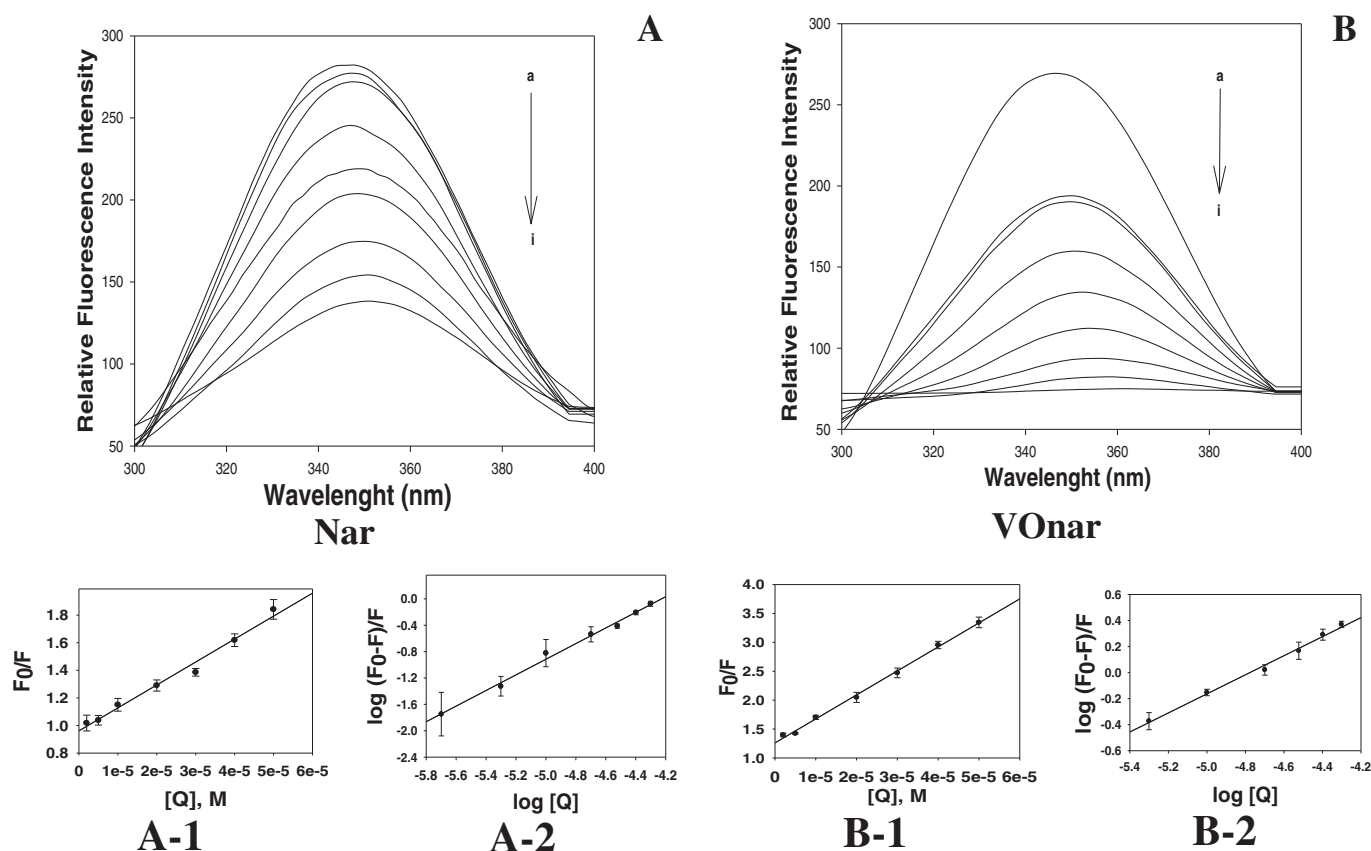 A
300
250
200
150
100
50
300
320
340
360
380
400
Relative Fluorescence Intensity
Wavelenght (nm)
a
i
Nar
B
300
250
200
150
100
50
300
320
340
360
380
400
Relative Fluorescence Intensity
Wavelenght (nm)
a
i
VOnar
1.8
1.6
1.4
1.2
1.0
0.8
F0/F
0 1e-5 2e-5 3e-5 4e-5 5e-5 6e-5
[Q], M
A-1
0.0
-0.4
-0.8
-1.2
-1.6
-2.0
-2.4
log (F0-F)/F
-5.8 -5.6 -5.4 -5.2 -5.0 -4.8 -4.6 -4.4 -4.2
log [Q]
A-2
4.0
3.5
3.0
2.5
2.0
1.5
1.0
F0/F
0 1e-5 2e-5 3e-5 4e-5 5e-5 6e-5
[Q], M
B-1
0.6
0.4
0.2
0.0
-0.2
-0.4
-0.6
log (F0-F)/F
-5.4 -5.2 -5.0 -4.8 -4.6 -4.4 -4.2
log [Q]
B-2